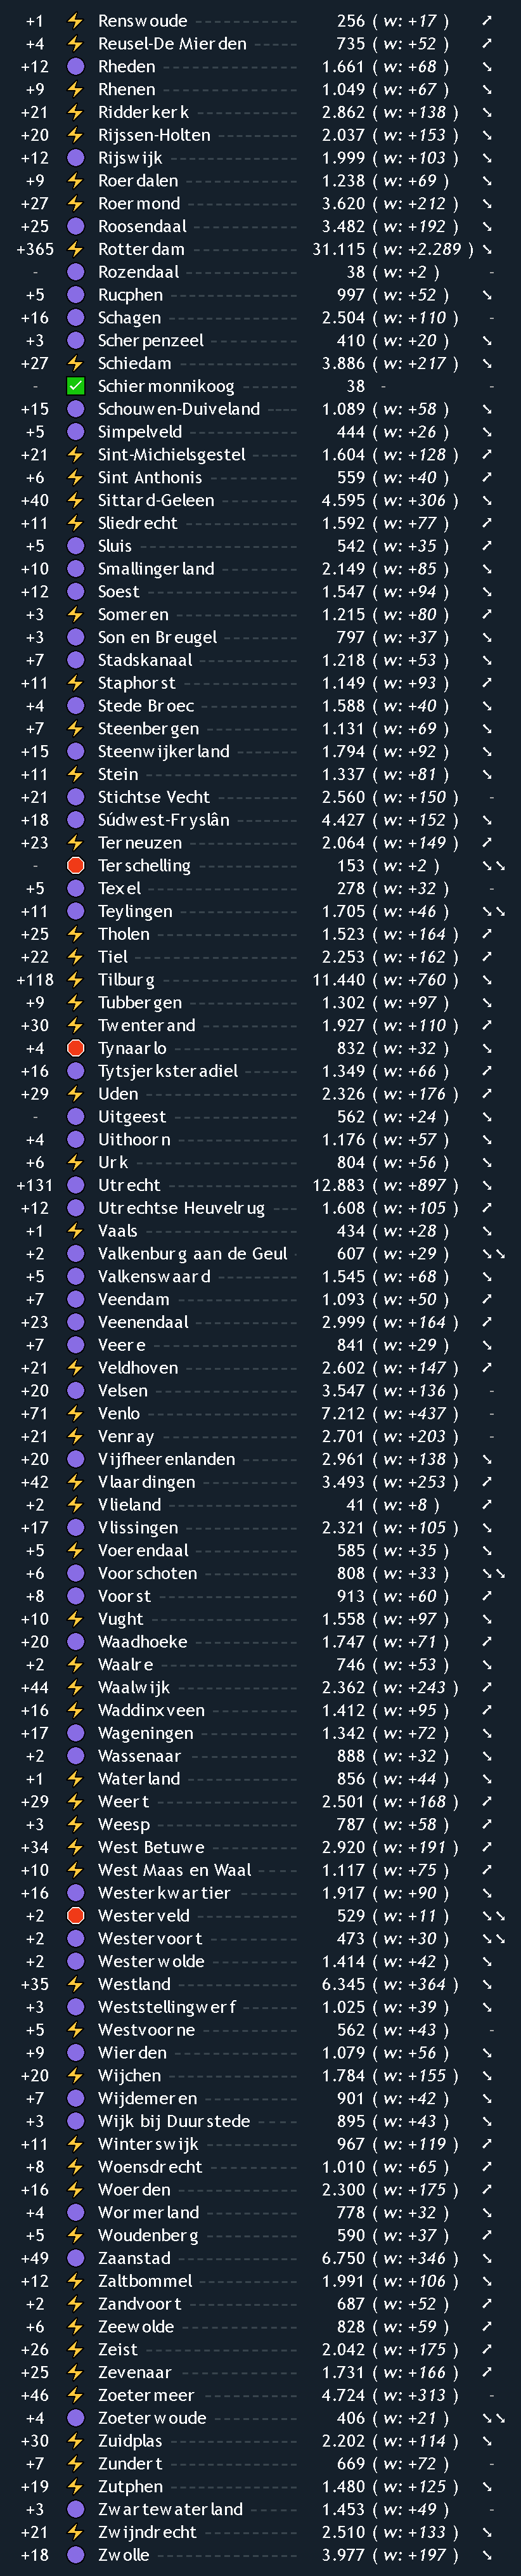 +1 ⚡ Renswoude 256 ( w: +17 ) ➚
+4 ⚡ Reusel-De Mierden 735 ( w: +52 ) ➚
+12 🟣 Rheden 1.661 ( w: +68 ) ➘
+9 ⚡ Rhenen 1.049 ( w: +67 ) ➘
+21 ⚡ Ridderkerk 2.862 ( w: +138 ) ➘
+20 ⚡ Rijssen-Holten 2.037 ( w: +153 ) ➘
+12 🟣 Rijswijk 1.999 ( w: +103 ) ➘
+9 ⚡ Roerdalen 1.238 ( w: +69 ) ➘
+27 ⚡ Roermond 3.620 ( w: +212 ) ➘
+25 🟣 Roosendaal 3.482 ( w: +192 ) ➘
+365 ⚡ Rotterdam 31.115 ( w: +2.289 ) ➘
- 🟣 Rozendaal 38 ( w: +2 ) -
+5 🟣 Rucphen 997 ( w: +52 ) ➘
+16 🟣 Schagen 2.504 ( w: +110 ) -
+3 🟣 Scherpenzeel 410 ( w: +20 ) ➘
+27 ⚡ Schiedam 3.886 ( w: +217 ) ➘
- ✅ Schiermonnikoog 38 - -
+15 🟣 Schouwen-Duiveland 1.089 ( w: +58 ) ➘
+5 🟣 Simpelveld 444 ( w: +26 ) ➘
+21 ⚡ Sint-Michielsgestel 1.604 ( w: +128 ) ➚
+6 ⚡ Sint Anthonis 559 ( w: +40 ) ➚
+40 ⚡ Sittard-Geleen 4.595 ( w: +306 ) ➘
+11 ⚡ Sliedrecht 1.592 ( w: +77 ) ➚
+5 🟣 Sluis 542 ( w: +35 ) ➚
+10 🟣 Smallingerland 2.149 ( w: +85 ) ➘
+12 🟣 Soest 1.547 ( w: +94 ) ➘
+3 ⚡ Someren 1.215 ( w: +80 ) ➚
+3 🟣 Son en Breugel 797 ( w: +37 ) ➘
+7 🟣 Stadskanaal 1.218 ( w: +53 ) ➘
+11 ⚡ Staphorst 1.149 ( w: +93 ) ➚
+4 🟣 Stede Broec 1.588 ( w: +40 ) ➘
+7 ⚡ Steenbergen 1.131 ( w: +69 ) ➘
+15 🟣 Steenwijkerland 1.794 ( w: +92 ) ➘
+11 ⚡ Stein 1.337 ( w: +81 ) ➘
+21 🟣 Stichtse Vecht 2.560 ( w: +150 ) -
+18 🟣 Súdwest-Fryslân 4.427 ( w: +152 ) ➘
+23 ⚡ Terneuzen 2.064 ( w: +149 ) ➚
- 🛑 Terschelling 153 ( w: +2 ) ➘➘
+5 🟣 Texel 278 ( w: +32 ) -
+11 🟣 Teylingen 1.705 ( w: +46 ) ➘➘
+25 ⚡ Tholen 1.523 ( w: +164 ) ➚
+22 ⚡ Tiel 2.253 ( w: +162 ) ➚
+118 ⚡ Tilburg 11.440 ( w: +760 ) ➘
+9 ⚡ Tubbergen 1.302 ( w: +97 ) ➘
+30 ⚡ Twenterand 1.927 ( w: +110 ) ➚
+4 🛑 Tynaarlo 832 ( w: +32 ) ➘
+16 🟣 Tytsjerksteradiel 1.349 ( w: +66 ) ➚
+29 ⚡ Uden 2.326 ( w: +176 ) ➚
- 🟣 Uitgeest 562 ( w: +24 ) ➘
+4 🟣 Uithoorn 1.176 ( w: +57 ) ➘
+6 ⚡ Urk 804 ( w: +56 ) ➘
+131 🟣 Utrecht 12.883 ( w: +897 ) ➘
+12 🟣 Utrechtse Heuvelrug 1.608 ( w: +105 ) ➚
+1 ⚡ Vaals 434 ( w: +28 ) ➘
+2 🟣 Valkenburg aan de Geul 607 ( w: +29 ) ➘➘
+5 🟣 Valkenswaard 1.545 ( w: +68 ) ➘
+7 🟣 Veendam 1.093 ( w: +50 ) ➚
+23 🟣 Veenendaal 2.999 ( w: +164 ) ➚
+7 🟣 Veere 841 ( w: +29 ) ➘
+21 ⚡ Veldhoven 2.602 ( w: +147 ) ➚
+20 🟣 Velsen 3.547 ( w: +136 ) -
+71 ⚡ Venlo 7.212 ( w: +437 ) -
+21 ⚡ Venray 2.701 ( w: +203 ) -
+20 🟣 Vijfheerenlanden 2.961 ( w: +138 ) ➘
+42 ⚡ Vlaardingen 3.493 ( w: +253 ) ➚
+2 ⚡ Vlieland 41 ( w: +8 ) ➚
+17 🟣 Vlissingen 2.321 ( w: +105 ) ➘
+5 ⚡ Voerendaal 585 ( w: +35 ) ➘
+6 🟣 Voorschoten 808 ( w: +33 ) ➘➘
+8 🟣 Voorst 913 ( w: +60 ) ➚
+10 ⚡ Vught 1.558 ( w: +97 ) ➘
+20 🟣 Waadhoeke 1.747 ( w: +71 ) ➚
+2 ⚡ Waalre 746 ( w: +53 ) ➘
+44 ⚡ Waalwijk 2.362 ( w: +243 ) ➚
+16 ⚡ Waddinxveen 1.412 ( w: +95 ) ➚
+17 🟣 Wageningen 1.342 ( w: +72 ) ➘
+2 🟣 Wassenaar 888 ( w: +32 ) ➘
+1 ⚡ Waterland 856 ( w: +44 ) ➘
+29 ⚡ Weert 2.501 ( w: +168 ) ➚
+3 ⚡ Weesp 787 ( w: +58 ) ➚
+34 ⚡ West Betuwe 2.920 ( w: +191 ) ➚
+10 ⚡ West Maas en Waal 1.117 ( w: +75 ) ➚
+16 🟣 Westerkwartier 1.917 ( w: +90 ) ➘
+2 🛑 Westerveld 529 ( w: +11 ) ➘➘
+2 🟣 Westervoort 473 ( w: +30 ) ➘➘
+2 🟣 Westerwolde 1.414 ( w: +42 ) ➘
+35 ⚡ Westland 6.345 ( w: +364 ) ➘
+3 🟣 Weststellingwerf 1.025 ( w: +39 ) ➘
+5 ⚡ Westvoorne 562 ( w: +43 ) -
+9 🟣 Wierden 1.079 ( w: +56 ) ➘
+20 ⚡ Wijchen 1.784 ( w: +155 ) ➘
+7 🟣 Wijdemeren 901 ( w: +42 ) ➘
+3 🟣 Wijk bij Duurstede 895 ( w: +43 ) ➘
+11 ⚡ Winterswijk 967 ( w: +119 ) ➚
+8 ⚡ Woensdrecht 1.010 ( w: +65 ) ➚
+16 ⚡ Woerden 2.300 ( w: +175 ) ➚
+4 🟣 Wormerland 778 ( w: +32 ) ➘
+5 ⚡ Woudenberg 590 ( w: +37 ) ➚
+49 🟣 Zaanstad 6.750 ( w: +346 ) ➘
+12 ⚡ Zaltbommel 1.991 ( w: +106 ) ➘
+2 ⚡ Zandvoort 687 ( w: +52 ) ➚
+6 ⚡ Zeewolde 828 ( w: +59 ) ➚
+26 ⚡ Zeist 2.042 ( w: +175 ) ➚
+25 ⚡ Zevenaar 1.731 ( w: +166 ) ➚
+46 ⚡ Zoetermeer 4.724 ( w: +313 ) -
+4 🟣 Zoeterwoude 406 ( w: +21 ) ➘➘
+30 ⚡ Zuidplas 2.202 ( w: +114 ) ➘
+7 ⚡ Zundert 669 ( w: +72 ) -
+19 ⚡ Zutphen 1.480 ( w: +125 ) ➘
+3 🟣 Zwartewaterland 1.453 ( w: +49 ) -
+21 ⚡ Zwijndrecht 2.510 ( w: +133 ) ➘
+18 🟣 Zwolle 3.977 ( w: +197 ) ➘